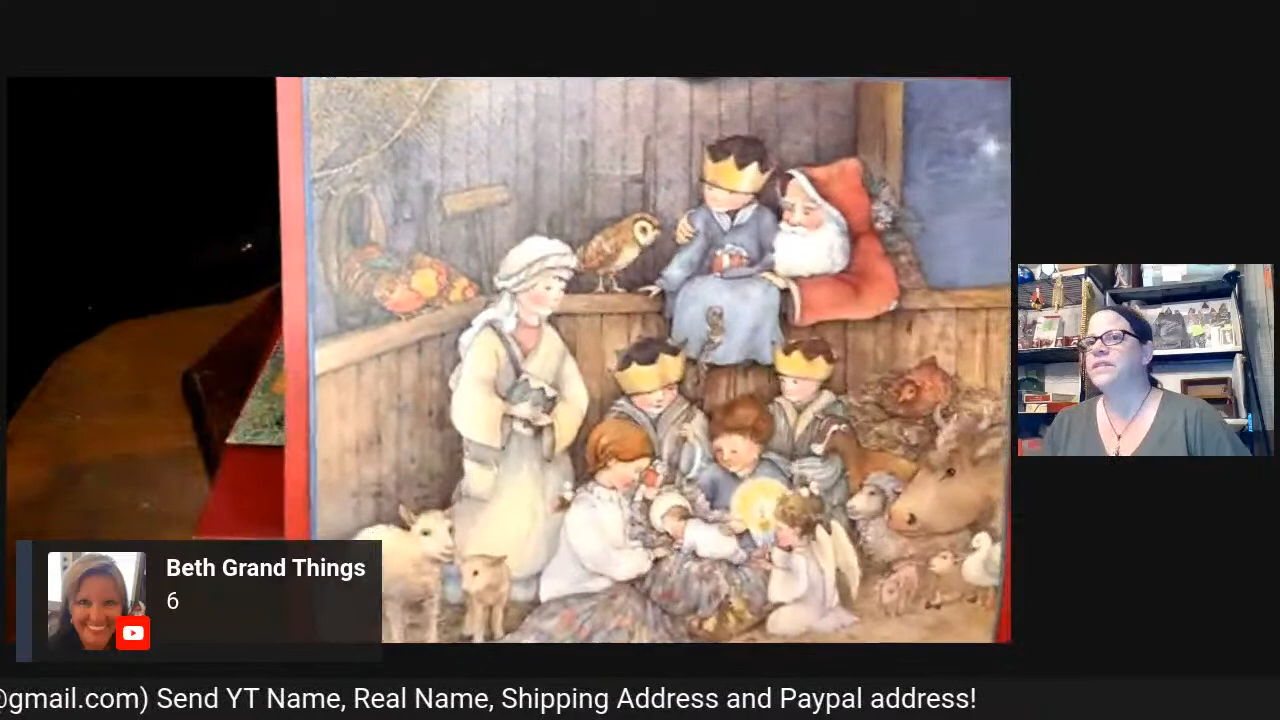 Beth Grand Things
6
@gmail.com) Send YT Name, Real Name, Shipping Address and Paypal address!